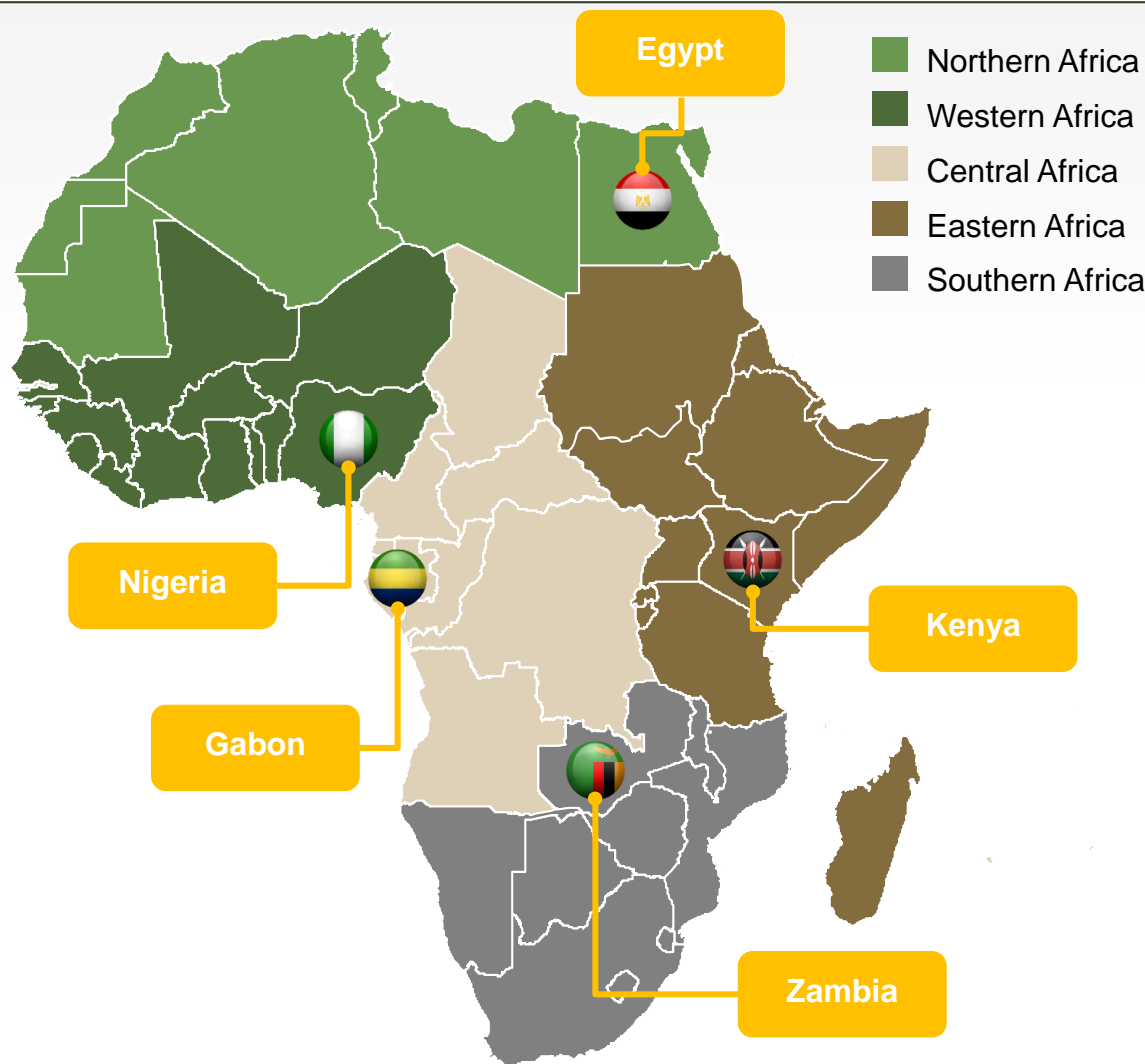 Egypt
Northern Africa
Western Africa
Central Africa
Eastern Africa
Southern Africa
Nigeria
Kenya
Gabon
Zambia